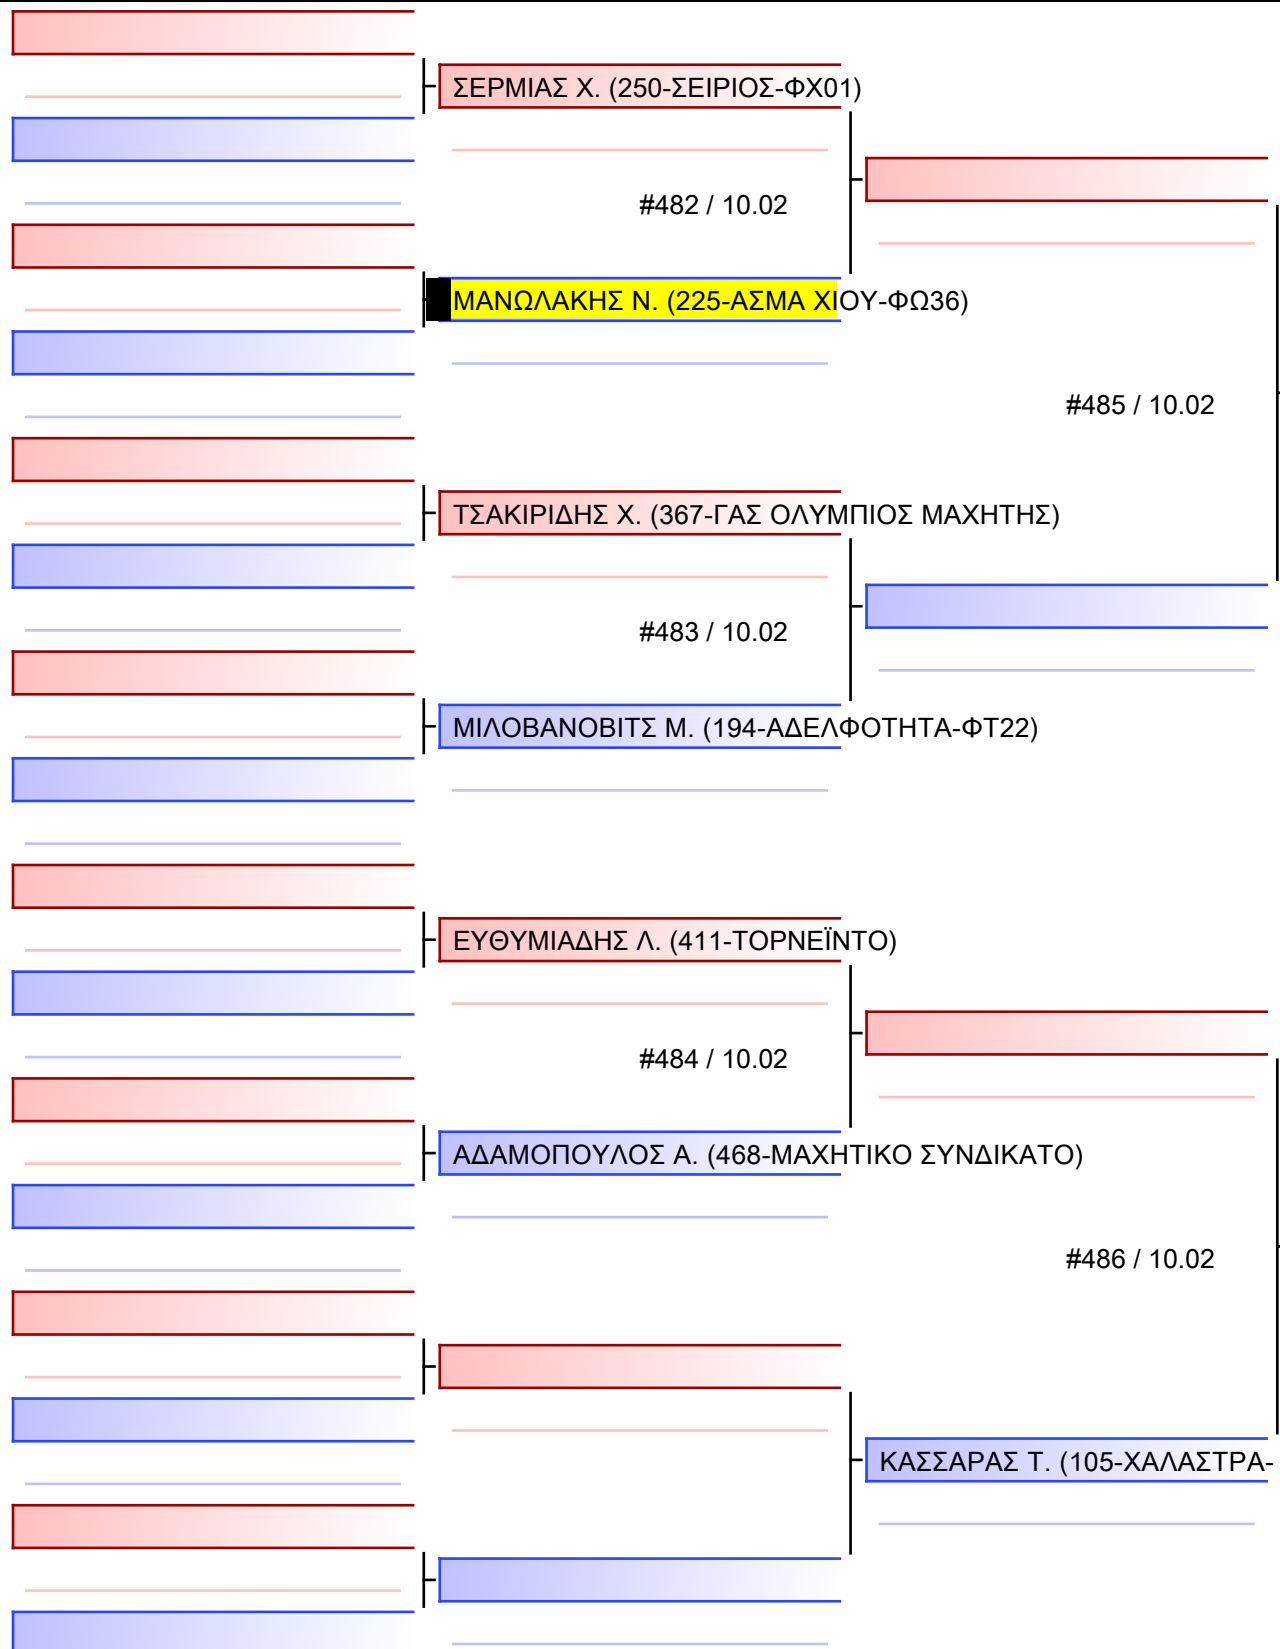 ΣΕΡΜΙΑΣ Χ. (250-ΣΕΙΡΙΟΣ-ΦΧ01)
#482 / 10.02
ΜΑΝΩΛΑΚΗΣ Ν. (225-ΑΣΜΑ ΧΙΟΥ-ΦΩ36)
#485 / 10.02
ΤΣΑΚΙΡΙΔΗΣ Χ. (367-ΓΑΣ ΟΛΥΜΠΙΟΣ ΜΑΧΗΤΗΣ)
#483 / 10.02
ΜΙΛΟΒΑΝΟΒΙΤΣ Μ. (194-ΑΔΕΛΦΟΤΗΤΑ-ΦΤ22)
ΕΥΘΥΜΙΑΔΗΣ Λ. (411-ΤΟΡΝΕΪΝΤΟ)
#484 / 10.02
ΑΔΑΜΟΠΟΥΛΟΣ Α. (468-ΜΑΧΗΤΙΚΟ ΣΥΝΔΙΚΑΤΟ)
#486 / 10.02
ΚΑΣΣΑΡΑΣ Τ. (105-ΧΑΛΑΣΤΡΑ-